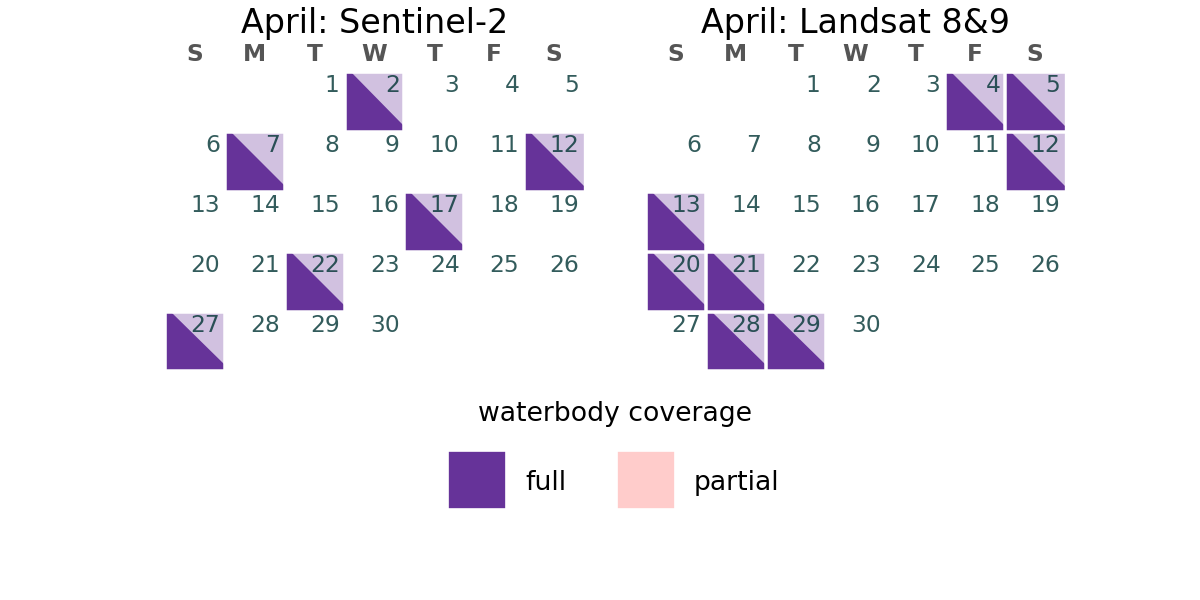 April: Sentinel-2
S M T W T F S
1 2 3 4 5
6 7 8 9 10 11 12
13 14 15 16 17 18 19
20 21 22 23 24 25 26
27 28 29 30
April: Landsat 8&9
S M T W T F S
1 2 3 4 5
6 7 8 9 10 11 12
13 14 15 16 17 18 19
20 21 22 23 24 25 26
27 28 29 30
waterbody coverage
full partial